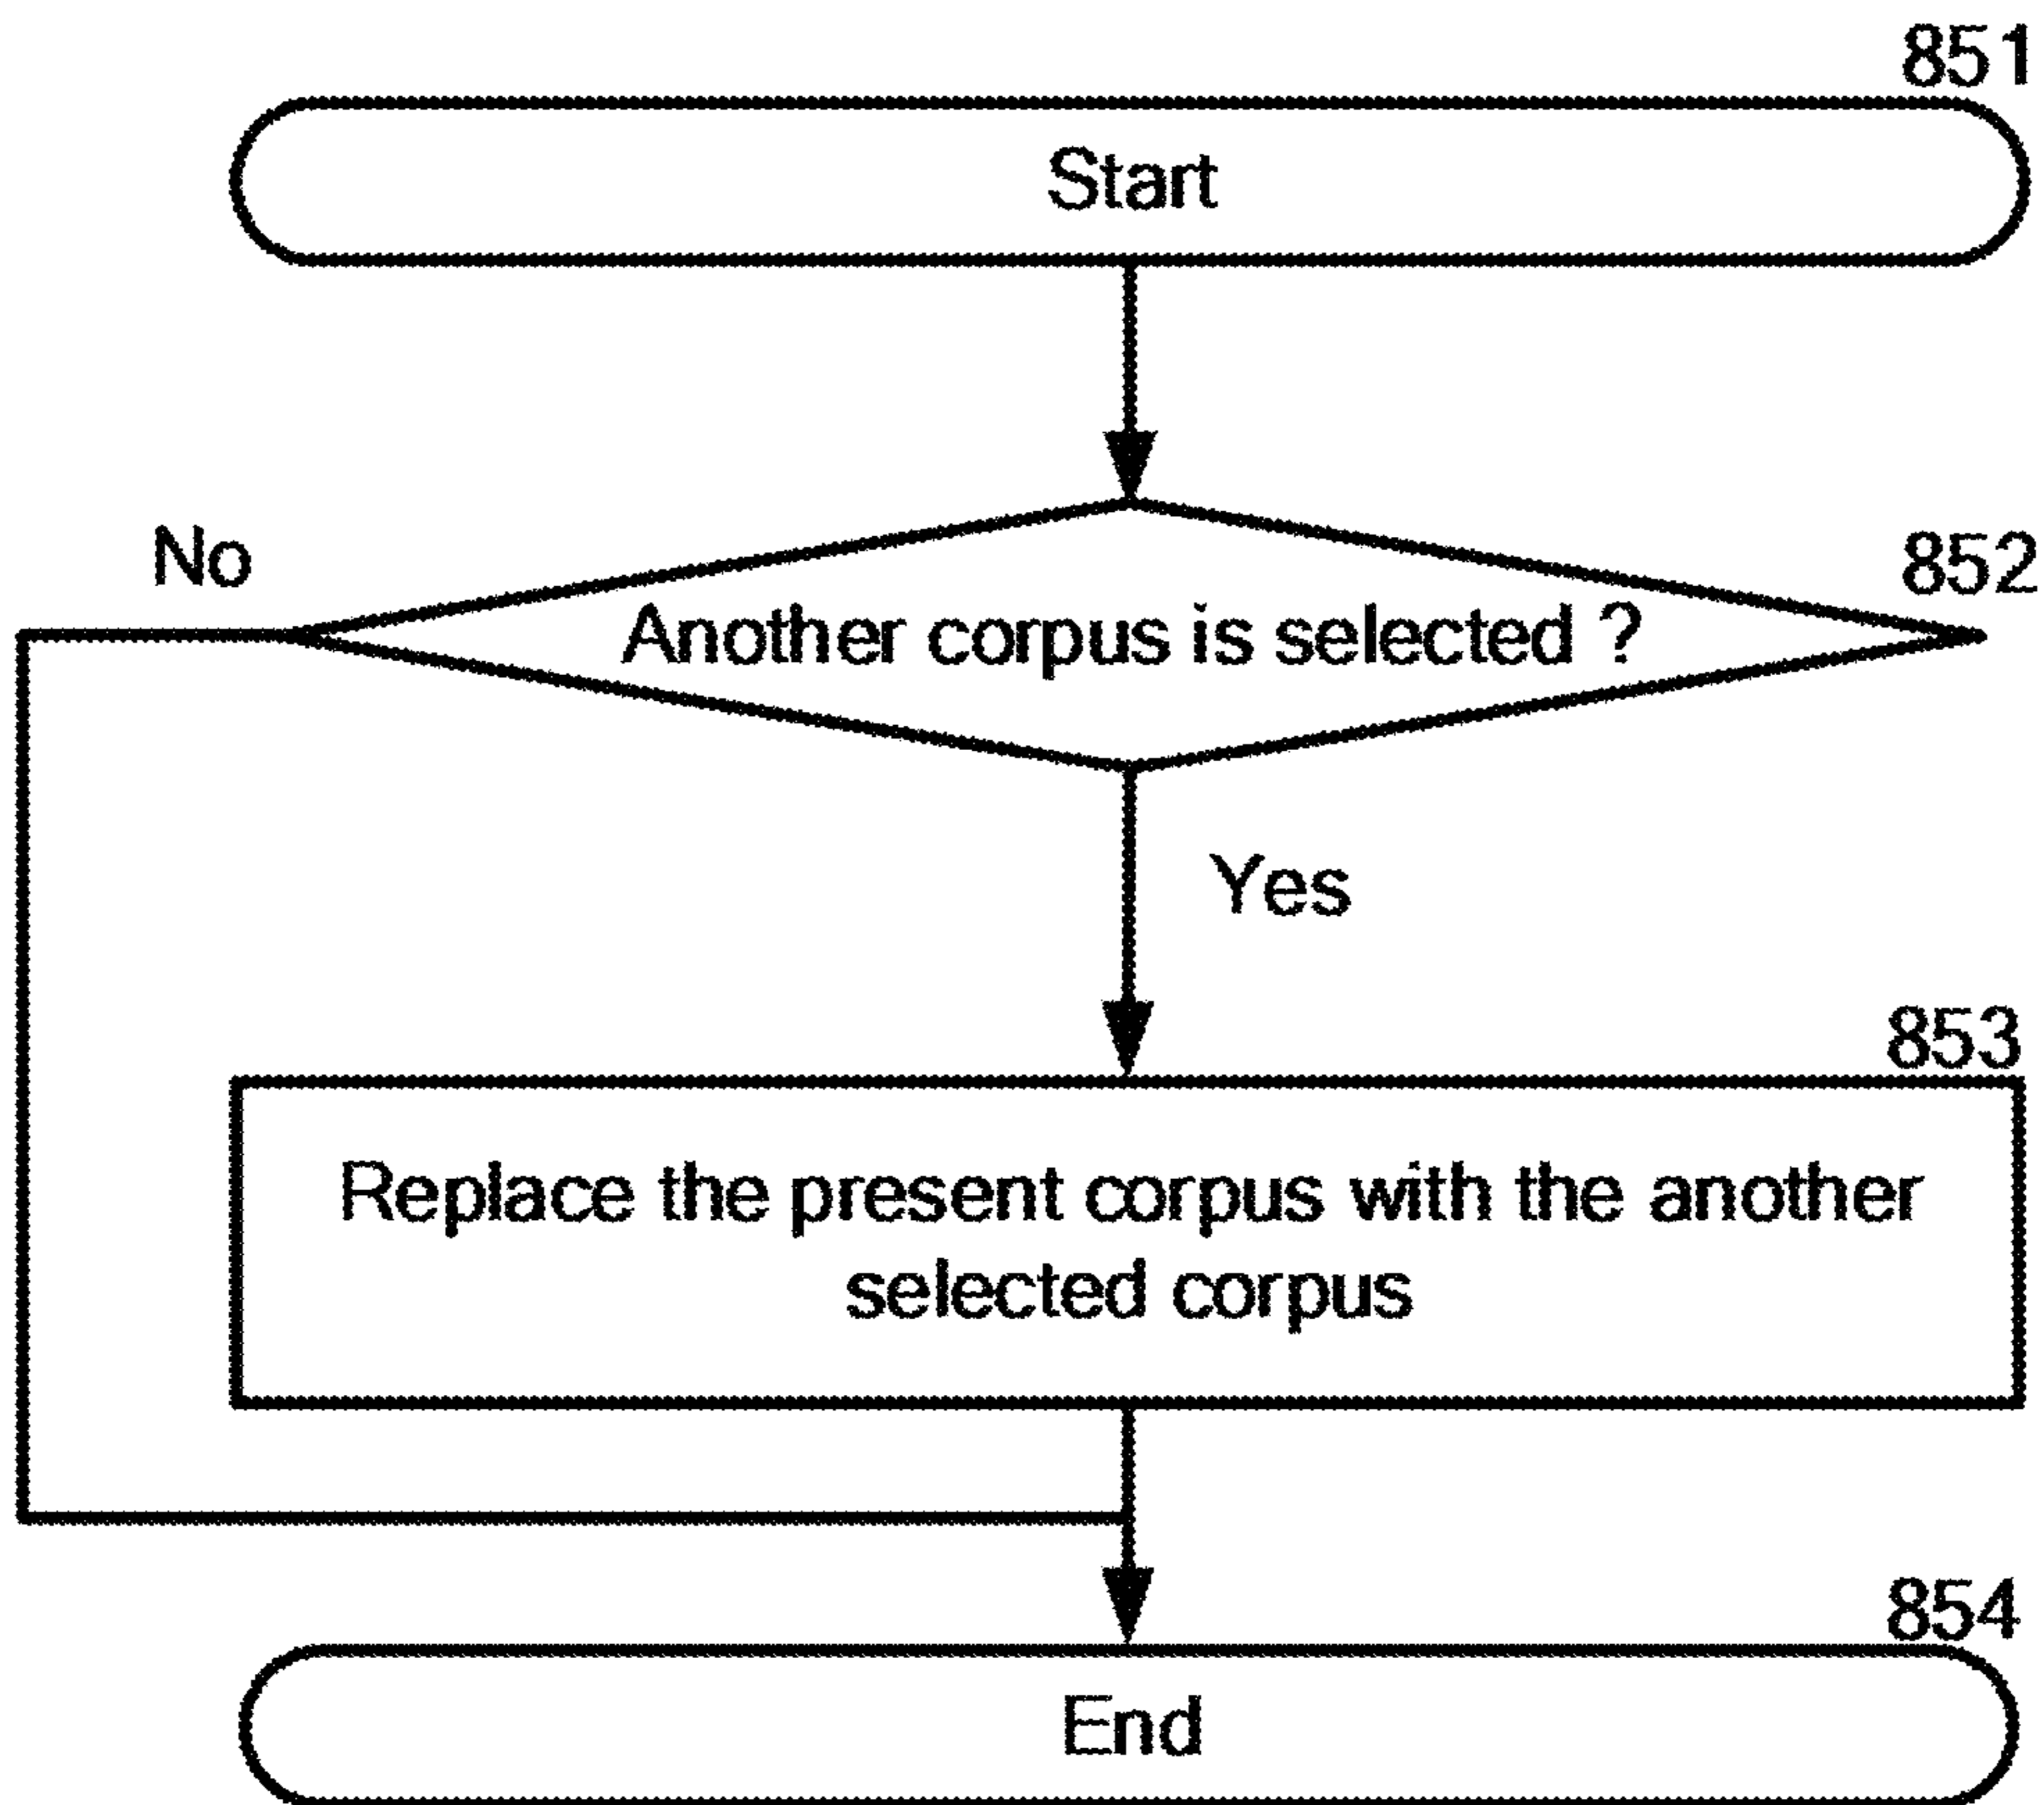 851
Start
No
852
Another corpus is selected ?
Yes
853
Replace the present corpus with the another
selected corpus
854
End